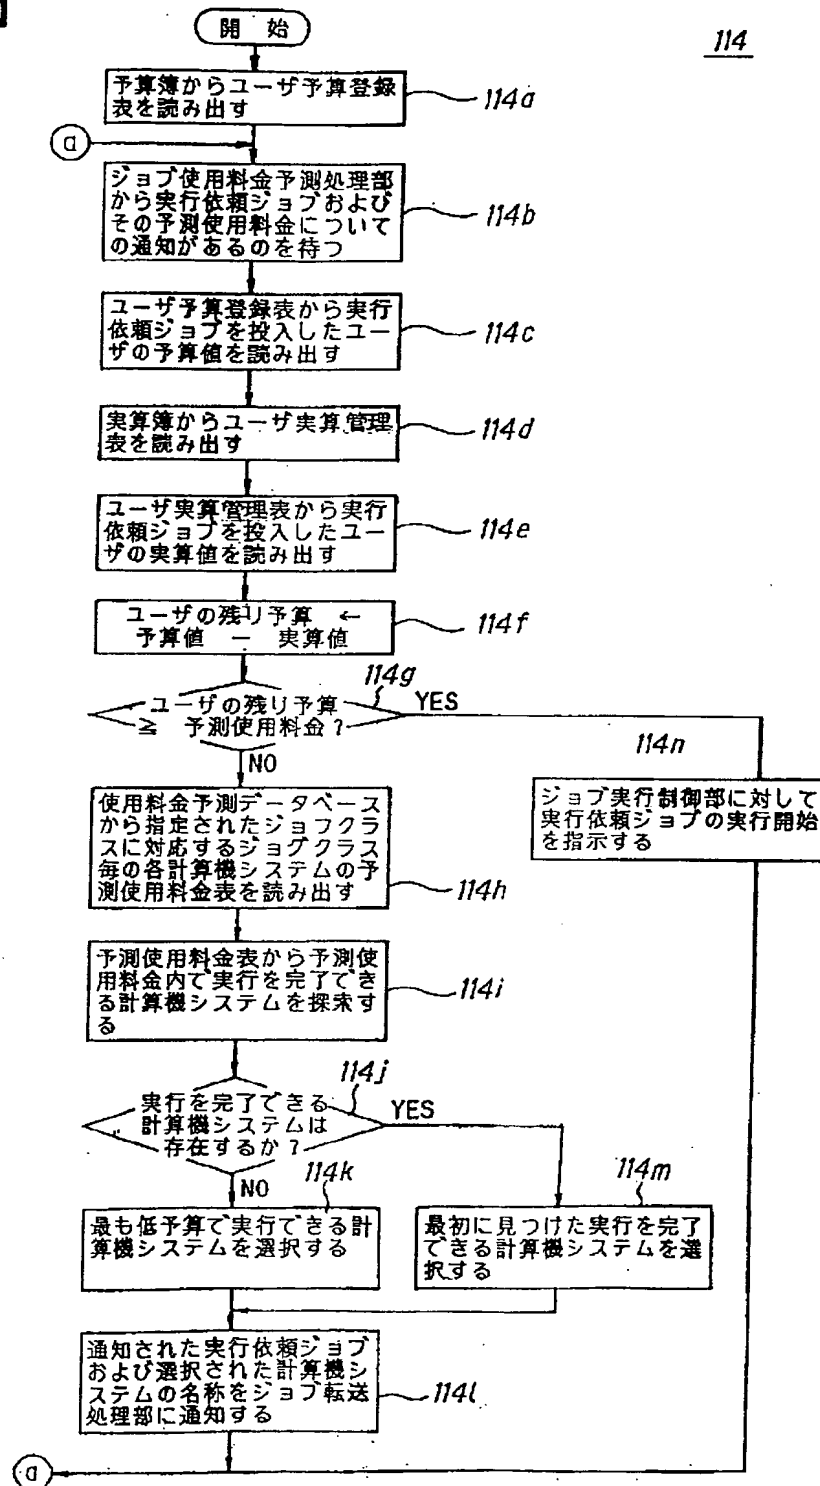 開 始
114
予算簿からユーザ予算登録
表を読み出す
114a
a
ジョブ使用料金予測処理部
から実行依頼ジョブおよび
その予測使用料金について
の通知があるのを待つ
114b
ユーザ予算登録表から実行
依頼ジョブを投入したユー
ザの予算値を読み出す
114c
実算簿からユーザ実算管理
表を読み出す
114d
ユーザ実算管理表から実行
依頼ジョブを投入したユー
ザの実算値を読み出す
114e
ユーザの残り予算 ←
予算値 － 実算値
114f
114g
ユーザの残り予算
≧ 予測使用料金？
YES
NO
114n
ジョブ実行制御部に対して
実行依頼ジョブの実行開始
を指示する
使用料金予測データベース
から指定されたジョフクラ
スに対応するジョグクラス
毎の各計算機システムの予
測使用料金表を読み出す
114h
予測使用料金表から予測使
用料金内で実行を完了でき
る計算機システムを探索す
る
114i
114j
実行を完了できる
計算機システムは
存在するか？
YES
NO
114k
最も低予算で実行できる計
算機システムを選択する
114m
最初に見つけた実行を完了
できる計算機システムを選
択する
通知された実行依頼ジョブ
および選択された計算機シ
ステムの名称をジョブ転送
処理部に通知する
114l
a